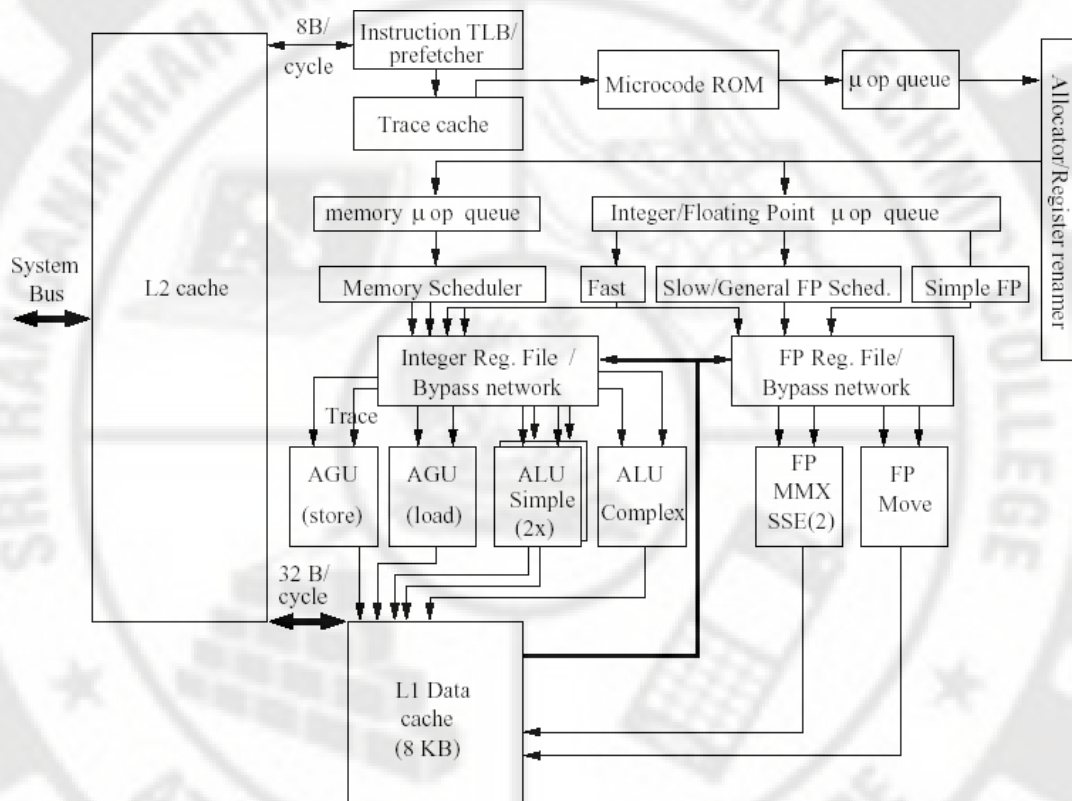 8B/
cycle
Instruction TLB/
prefetcher
Trace cache
Microcode ROM
µ op queue
Allocator/Register renamer
memory µ op queue
Integer/Floating Point µ op queue
System
Bus
L2 cache
Memory Scheduler
Fast
Slow/General FP Sched.
Simple FP
Integer Reg. File /
Bypass network
FP Reg. File/
Bypass network
Trace
AGU
(store)
AGU
(load)
ALU
Simple
(2x)
ALU
Complex
FP
MMX
SSE(2)
FP
Move
32 B/
cycle
L1 Data
cache
(8 KB)
SRI RAMANATHAR
COLLEGE